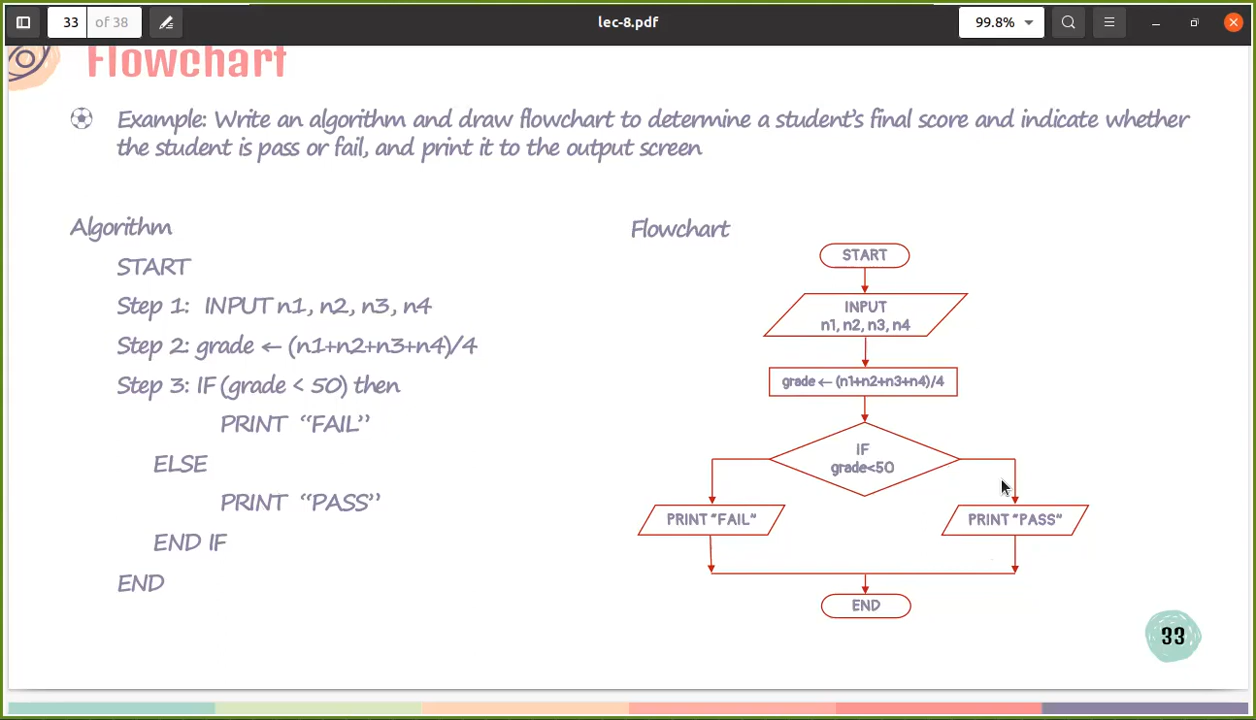 33 of 38
lec-8.pdf
99.8%
Flowchart
Example: Write an algorithm and draw flowchart to determine a student's final score and indicate whether
the student is pass or fail, and print it to the output screen
Algorithm
START
Step 1: INPUT n1, n2, n3, n4
Step 2: grade ← (n1+n2+n3+n4)/4
Step 3: IF (grade < 50) then
PRINT “FAIL”
ELSE
PRINT “PASS”
END IF
END
Flowchart
START
INPUT
n1, n2, n3, n4
grade ← (n1+n2+n3+n4)/4
IF
grade<50
PRINT “FAIL”
PRINT “PASS”
END
33